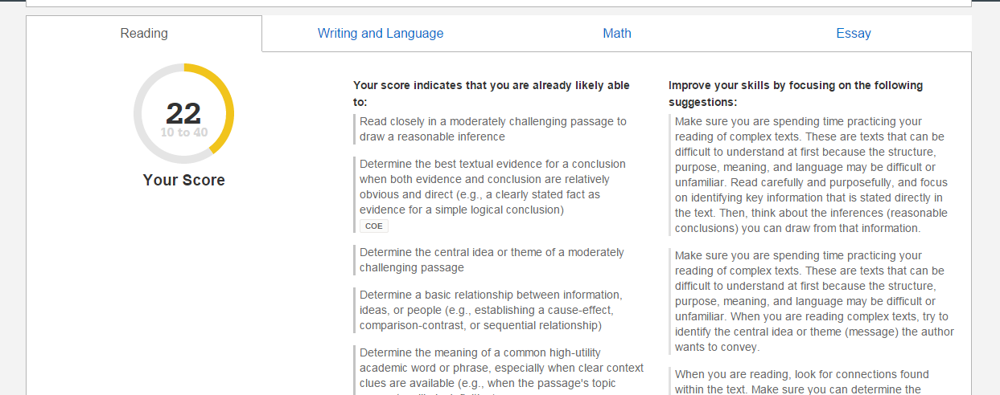 Reading
Writing and Language
Math
Essay
22
10 to 40
Your Score
Your score indicates that you are already likely able
to:
Read closely in a moderately challenging passage to
draw a reasonable inference
Determine the best textual evidence for a conclusion
when both evidence and conclusion are relatively
obvious and direct (e.g., a clearly stated fact as
evidence for a simple logical conclusion)
COE
Determine the central idea or theme of a moderately
challenging passage
Determine a basic relationship between information,
ideas, or people (e.g., establishing a cause-effect,
comparison-contrast, or sequential relationship)
Determine the meaning of a common high-utility
academic word or phrase, especially when clear context
clues are available (e.g., when the passage's topic
Improve your skills by focusing on the following
suggestions:
Make sure you are spending time practicing your
reading of complex texts. These are texts that can be
difficult to understand at first because the structure,
purpose, meaning, and language may be difficult or
unfamiliar. Read carefully and purposefully, and focus
on identifying key information that is stated directly in
the text. Then, think about the inferences (reasonable
conclusions) you can draw from that information.
Make sure you are spending time practicing your
reading of complex texts. These are texts that can be
difficult to understand at first because the structure,
purpose, meaning, and language may be difficult or
unfamiliar. When you are reading complex texts, try to
identify the central idea or theme (message) the author
wants to convey.
When you are reading, look for connections found
within the text. Make sure you can determine the